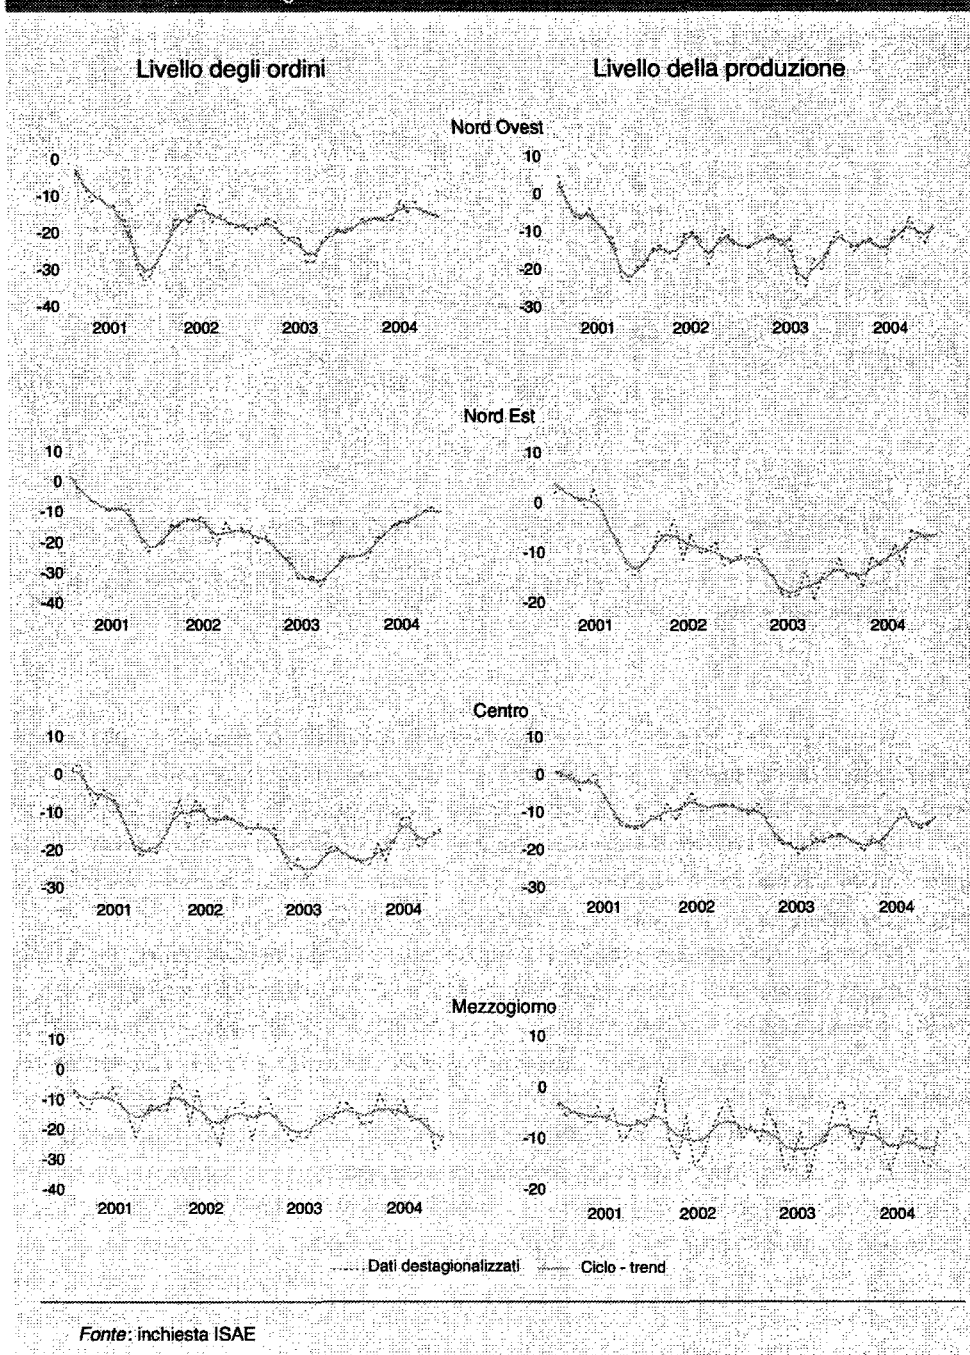 Livello degli ordini
Livello della produzione
Nord Ovest
0
-10
-20
-30
-40
2001 2002 2003 2004
10
0
-10
-20
-30
2001 2002 2003 2004
Nord Est
10
0
-10
-20
-30
-40
2001 2002 2003 2004
10
0
-10
-20
2001 2002 2003 2004
Centro
10
0
-10
-20
-30
2001 2002 2003 2004
10
0
-10
-20
-30
2001 2002 2003 2004
Mezzogiorno
10
0
-10
-20
-30
-40
2001 2002 2003 2004
10
0
-10
-20
2001 2002 2003 2004
Dati destagionalizzati Ciclo - trend
Fonte: inchiesta ISAE